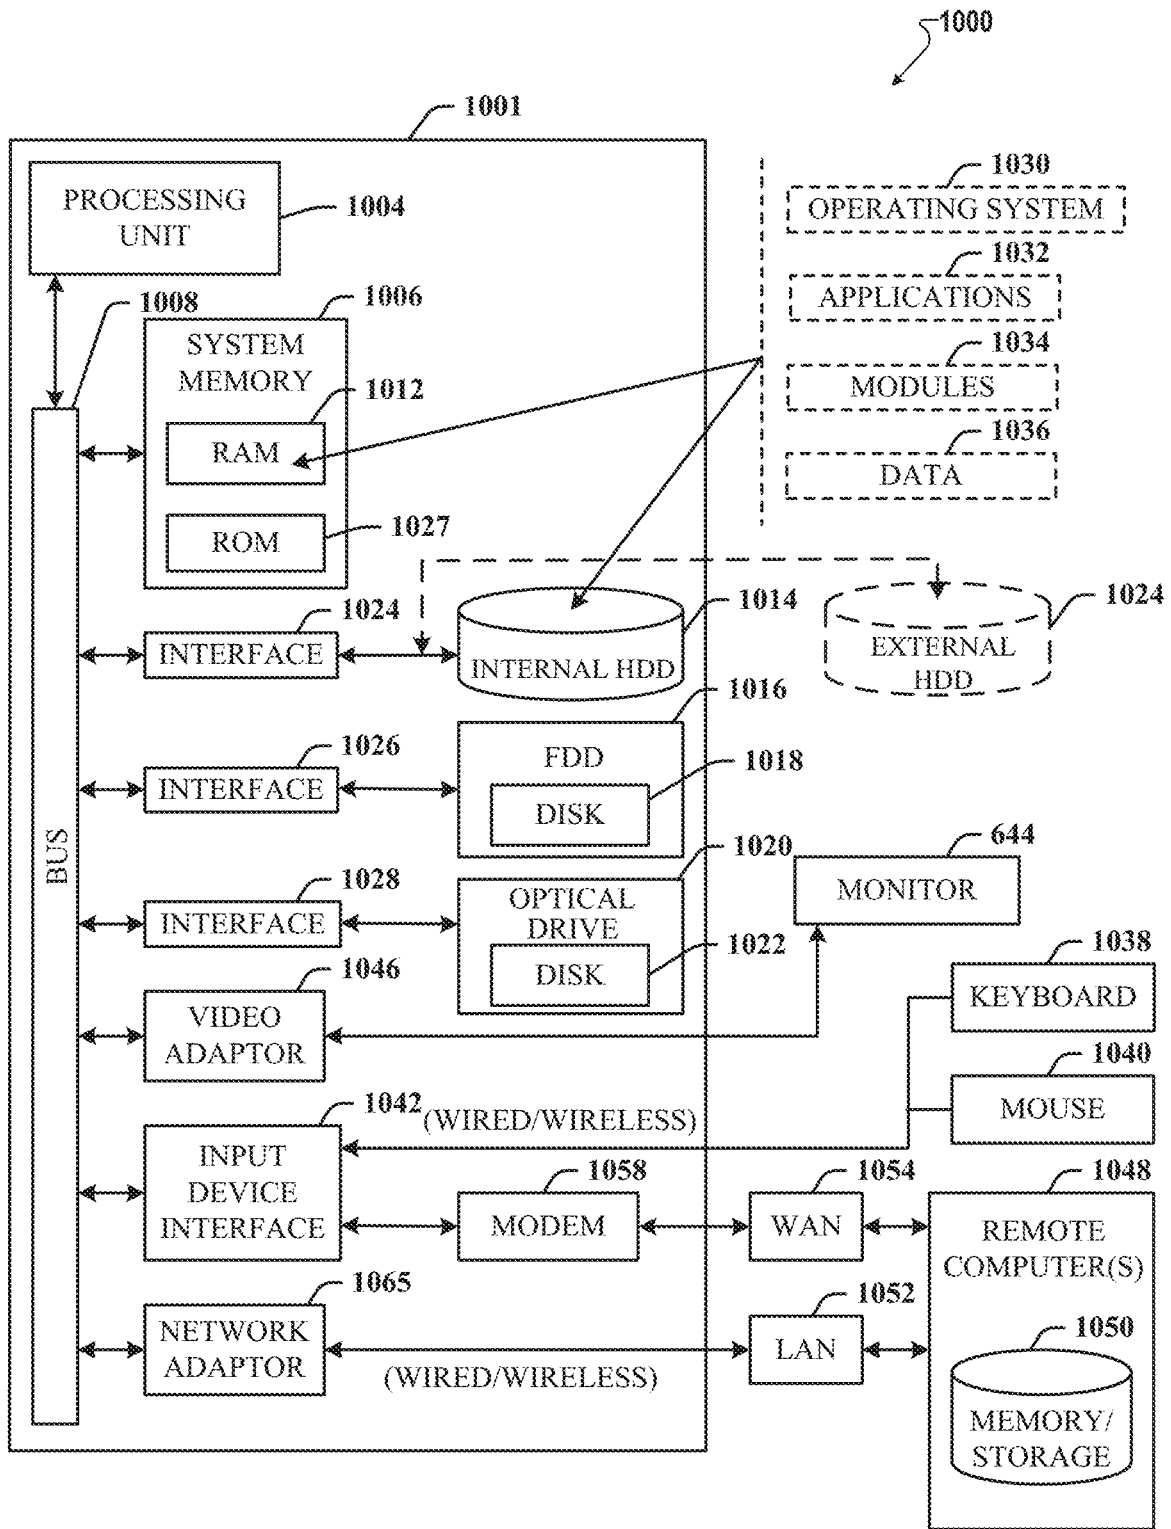 1000
1001
PROCESSING
UNIT
1004
1030
OPERATING SYSTEM
1032
APPLICATIONS
1034
MODULES
1036
DATA
1008
1006
SYSTEM
MEMORY
1012
RAM
ROM
1027
1024
INTERFACE
1014
INTERNAL HDD
1024
EXTERNAL
HDD
1016
FDD
1018
DISK
1026
INTERFACE
BUS
1020
OPTICAL
DRIVE
1022
DISK
1028
INTERFACE
644
MONITOR
1046
VIDEO
ADAPTOR
1038
KEYBOARD
1040
MOUSE
1042
(WIRED/WIRELESS)
INPUT
DEVICE
INTERFACE
1058
MODEM
1054
WAN
1048
REMOTE
COMPUTER(S)
1065
NETWORK
ADAPTOR
(WIRED/WIRELESS)
1052
LAN
1050
MEMORY/
STORAGE